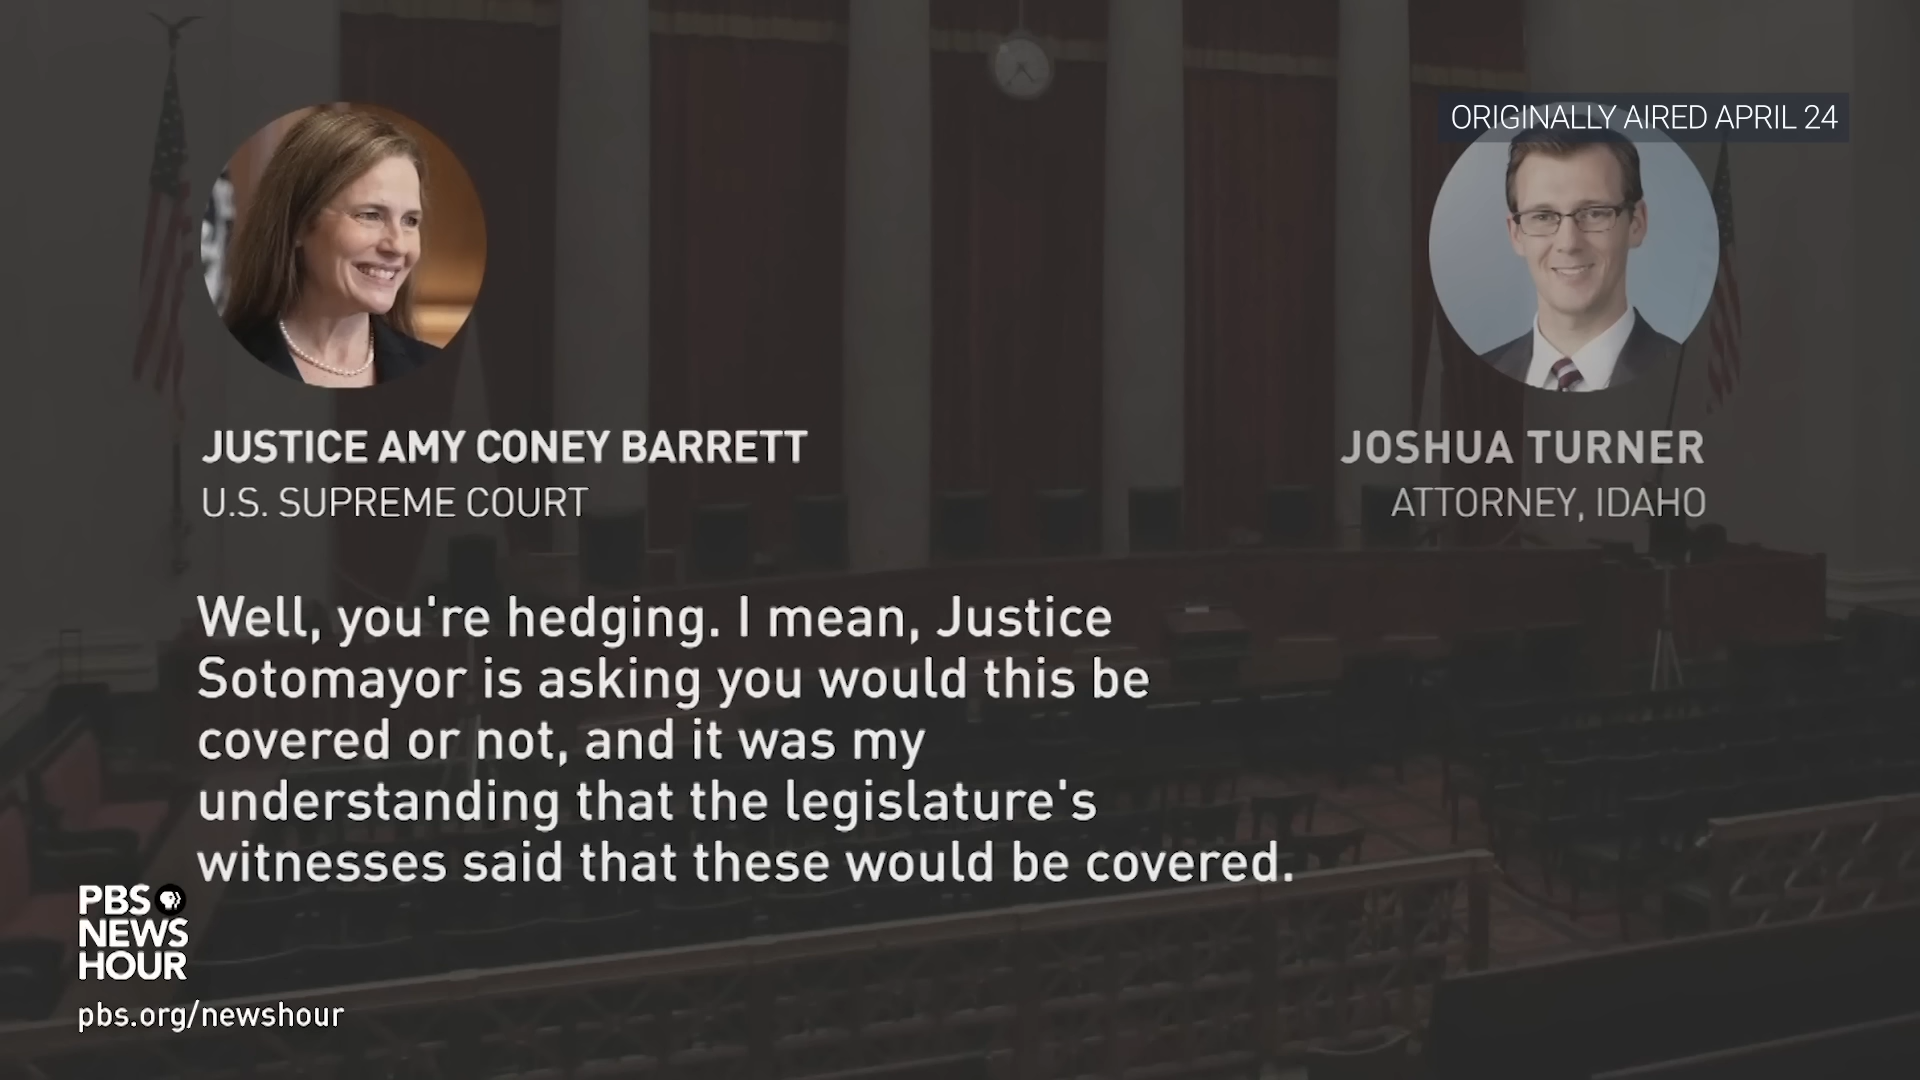 ORIGINALLY AIRED APRIL 24
JUSTICE AMY CONEY BARRETT
U.S. SUPREME COURT
JOSHUA TURNER
ATTORNEY, IDAHO
Well, you're hedging. I mean, Justice
Sotomayor is asking you would this be
covered or not, and it was my
understanding that the legislature's
witnesses said that these would be covered.
PBS
NEWS
HOUR
pbs.org/newshour